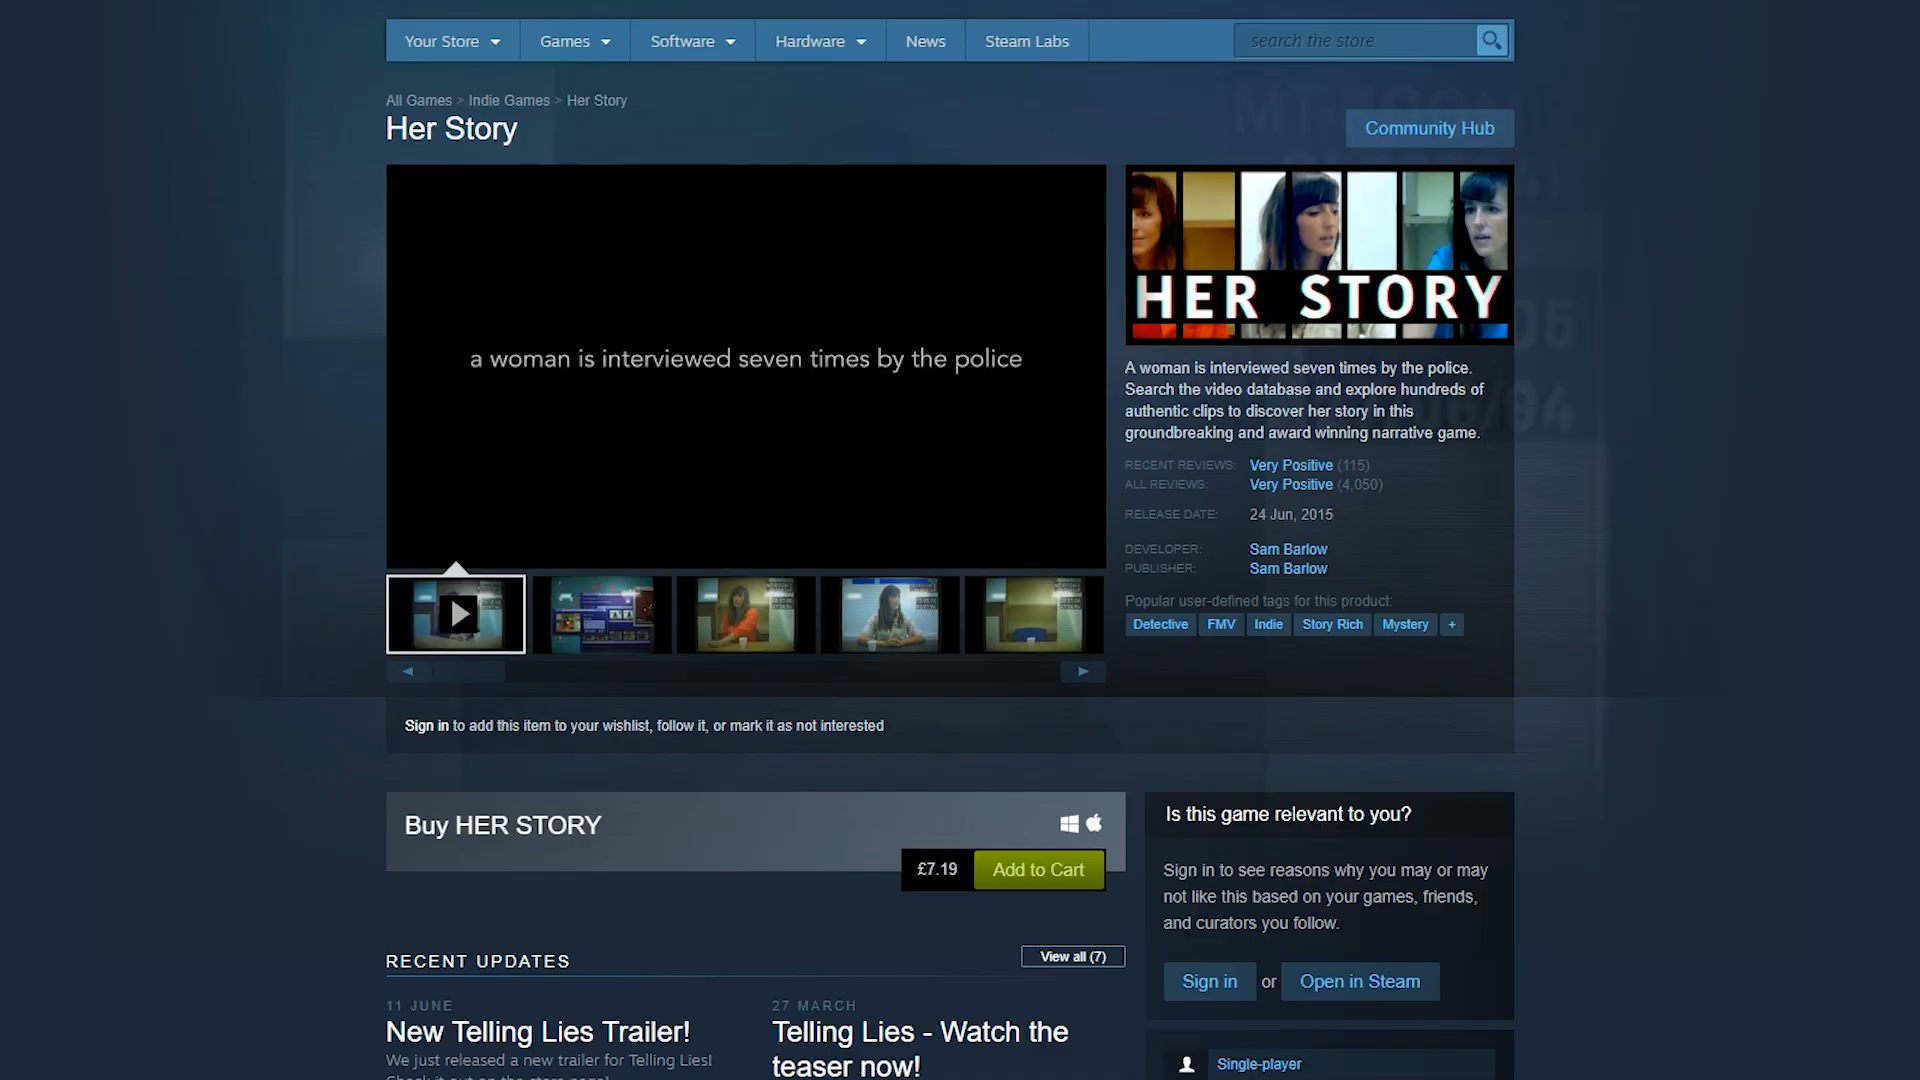 Your Store
Games
Software
Hardware
News
Steam Labs
search the store
All Games > Indie Games > Her Story
Her Story
Community Hub
a woman is interviewed seven times by the police
HER STORY
A woman is interviewed seven times by the police.
Search the video database and explore hundreds of
authentic clips to discover her story in this
groundbreaking and award winning narrative game.
RECENT REVIEWS: Very Positive (115)
ALL REVIEWS: Very Positive (4,050)
RELEASE DATE: 24 Jun, 2015
DEVELOPER: Sam Barlow
PUBLISHER: Sam Barlow
Popular user-defined tags for this product:
Detective FMV Indie Story Rich Mystery +
Sign in to add this item to your wishlist, follow it, or mark it as not interested
Buy HER STORY
£7.19 Add to Cart
Is this game relevant to you?
Sign in to see reasons why you may or may
not like this based on your games, friends,
and curators you follow.
Sign in or Open in Steam
RECENT UPDATES
View all (7)
11 JUNE
New Telling Lies Trailer!
We just released a new trailer for Telling Lies!
27 MARCH
Telling Lies - Watch the
teaser now!
Single-player